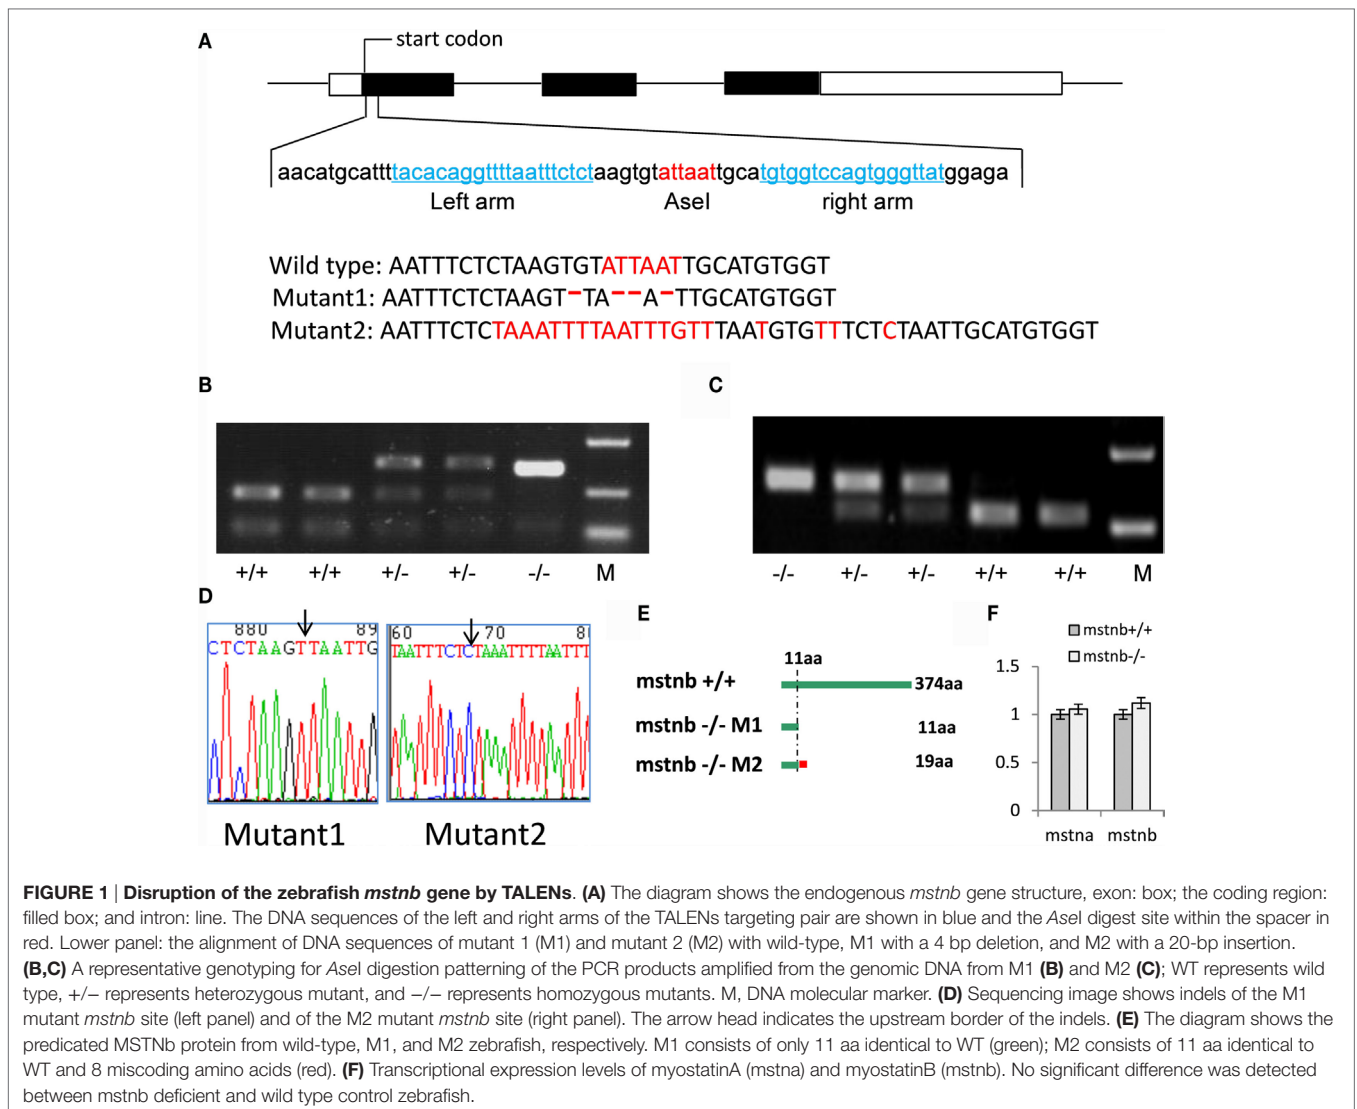 A
start codon
aacatgcatttacacaggttttaatttctctaagtgtattaattgcatgtggtccagtgggttatggaga
Left arm AseI right arm
Wild type: AATTTCTCTAAGTGTATTAATTGCATGTGGT
Mutant1: AATTTCTCTAAGT-TA--A-TTGCATGTGGT
Mutant2: AATTTCTCTAAATTTTAATTTGTTTAATGTGTTTCTCTAATTGCATGTGGT
B C
+/+ +/+ +/- +/- -/- M
-/- +/- +/- +/+ +/+ M
D
880 89
CTCTAAGTTAATTG
60 70 8
TAATTTCTCTAAATTTTAATTT
Mutant1 Mutant2
E
11aa
mstnb +/+ 374aa
mstnb -/- M1 11aa
mstnb -/- M2 19aa
F
mstnb+/+
mstnb-/-
1.5
1
0.5
0
mstna mstnb
FIGURE 1 | Disruption of the zebrafish mstnb gene by TALENs. (A) The diagram shows the endogenous mstnb gene structure, exon: box; the coding region:
filled box; and intron: line. The DNA sequences of the left and right arms of the TALENs targeting pair are shown in blue and the AseI digest site within the spacer in
red. Lower panel: the alignment of DNA sequences of mutant 1 (M1) and mutant 2 (M2) with wild-type, M1 with a 4 bp deletion, and M2 with a 20-bp insertion.
(B,C) A representative genotyping for AseI digestion patterning of the PCR products amplified from the genomic DNA from M1 (B) and M2 (C); WT represents wild
type, +/− represents heterozygous mutant, and −/− represents homozygous mutants. M, DNA molecular marker. (D) Sequencing image shows indels of the M1
mutant mstnb site (left panel) and of the M2 mutant mstnb site (right panel). The arrow head indicates the upstream border of the indels. (E) The diagram shows the
predicated MSTNb protein from wild-type, M1, and M2 zebrafish, respectively. M1 consists of only 11 aa identical to WT (green); M2 consists of 11 aa identical to
WT and 8 miscoding amino acids (red). (F) Transcriptional expression levels of myostatinA (mstna) and myostatinB (mstnb). No significant difference was detected
between mstnb deficient and wild type control zebrafish.